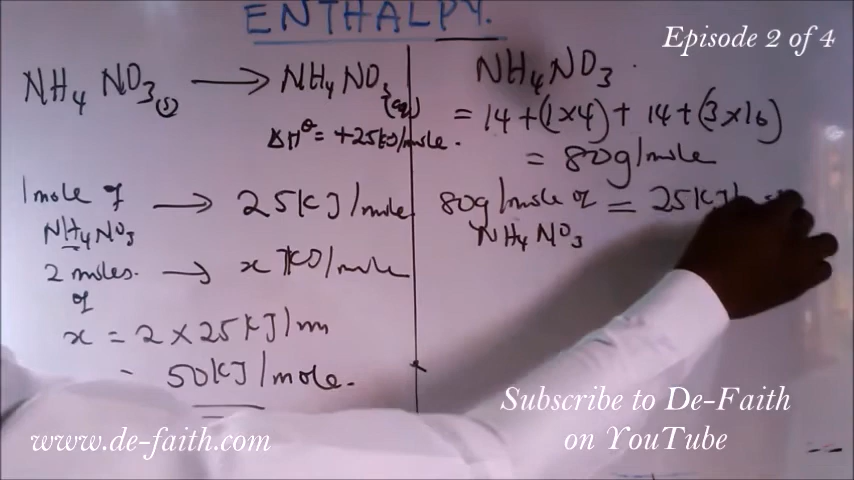 ENTHALPY.
Episode 2 of 4
NH₄NO₃(s) → NH₄NO₃(aq)
ΔH^θ = +25kJ/mole.
1 mole of NH₄NO₃ → 25KJ/mole
2 moles. of → x KJ/mole
x = 2 × 25KJ/m
= 50KJ/mole.
NH₄NO₃.
= 14 + (1×4) + 14 + (3×16)
= 80g/mole
80g/mole of NH₄NO₃ = 25KJ/
www.de-faith.com
Subscribe to De-Faith
on YouTube